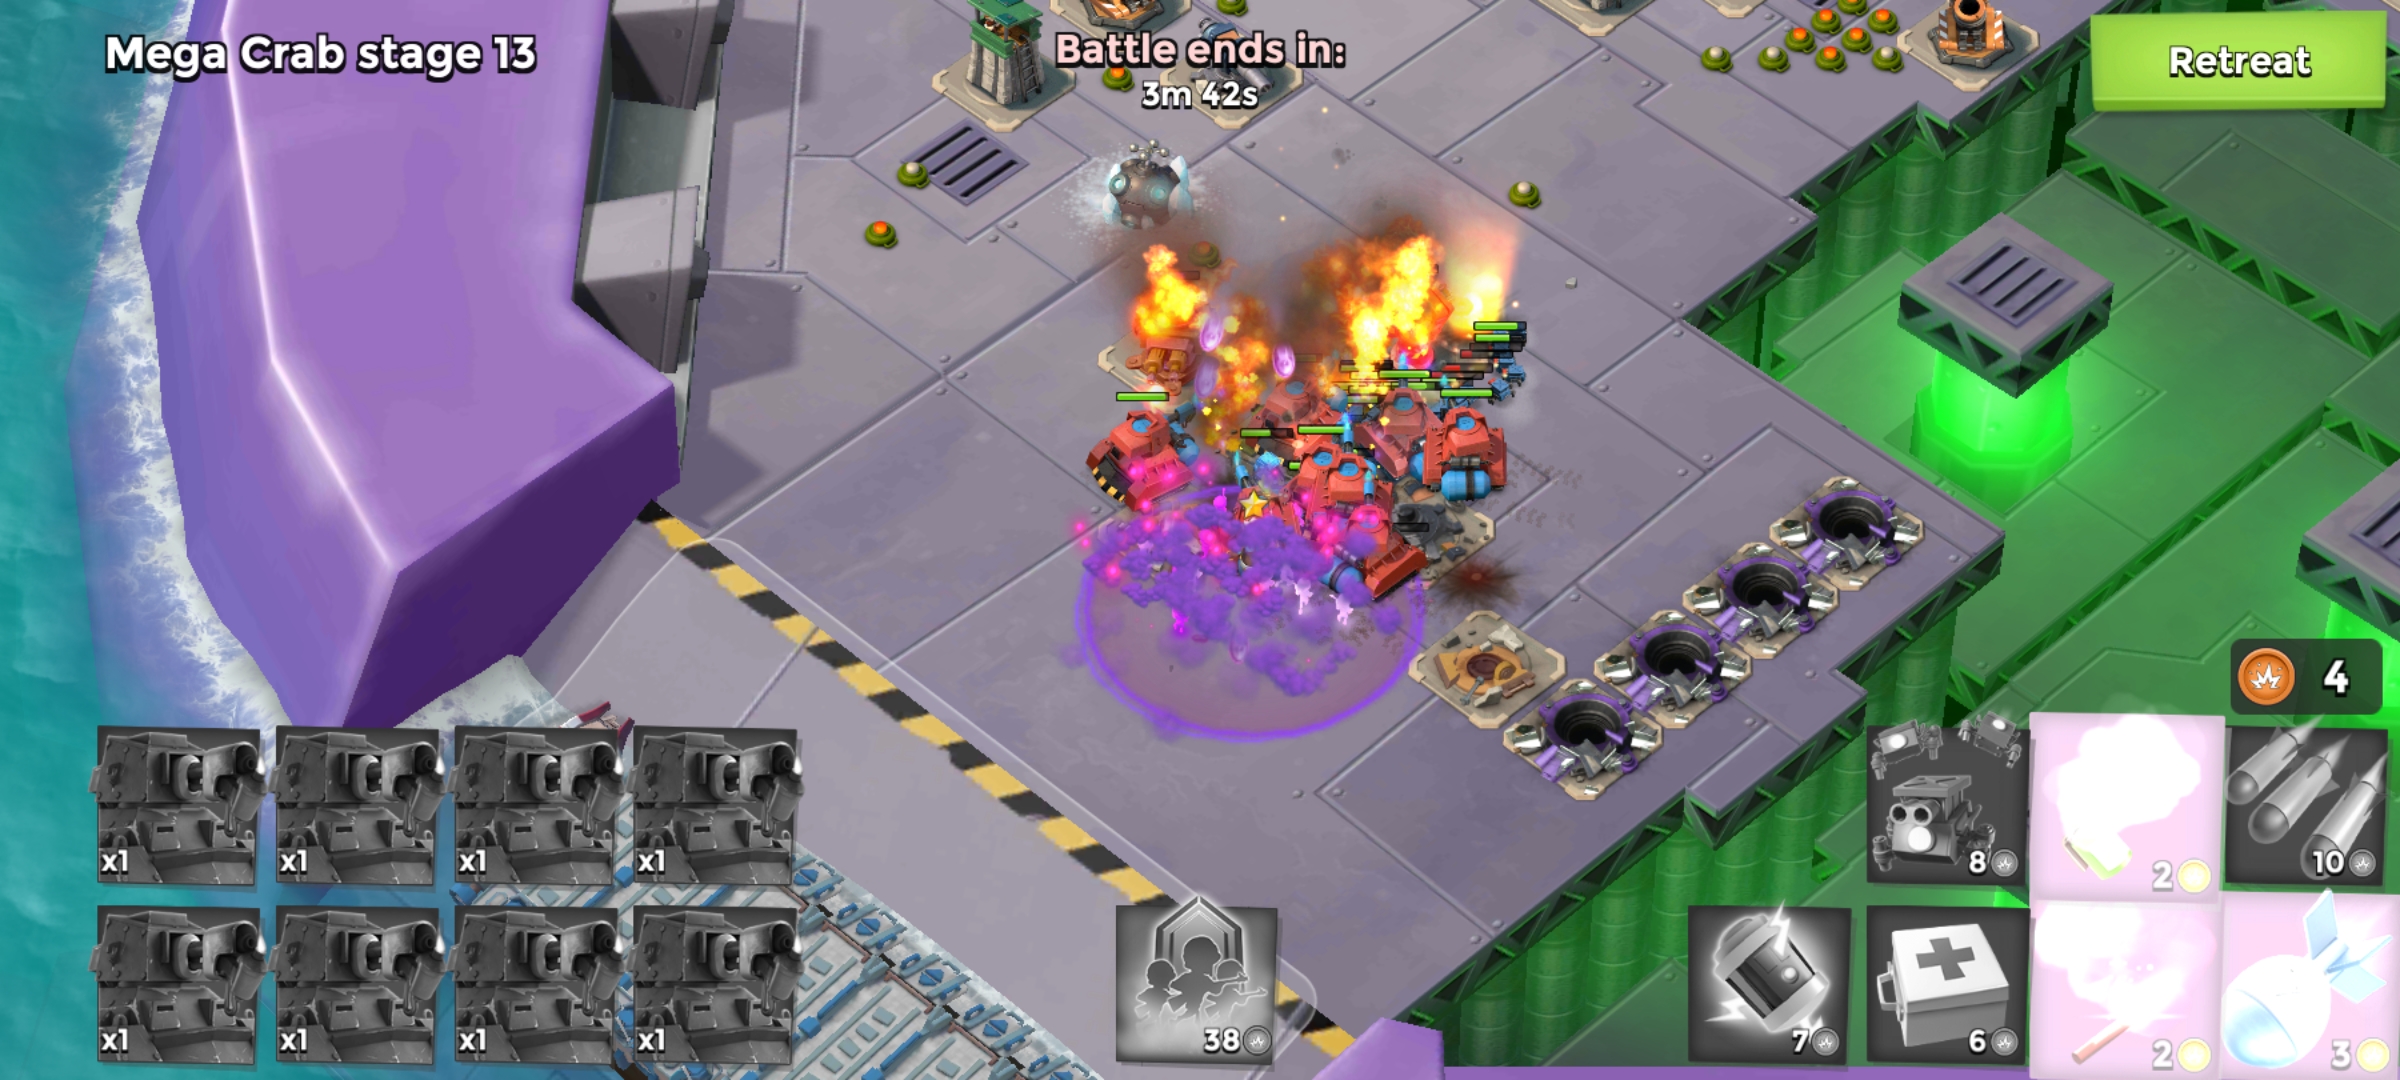 Mega Crab stage 13
Battle ends in:
3m 42s
Retreat
4
x1
x1
x1
x1
8
2
10
x1
x1
x1
x1
38
7
6
2
3